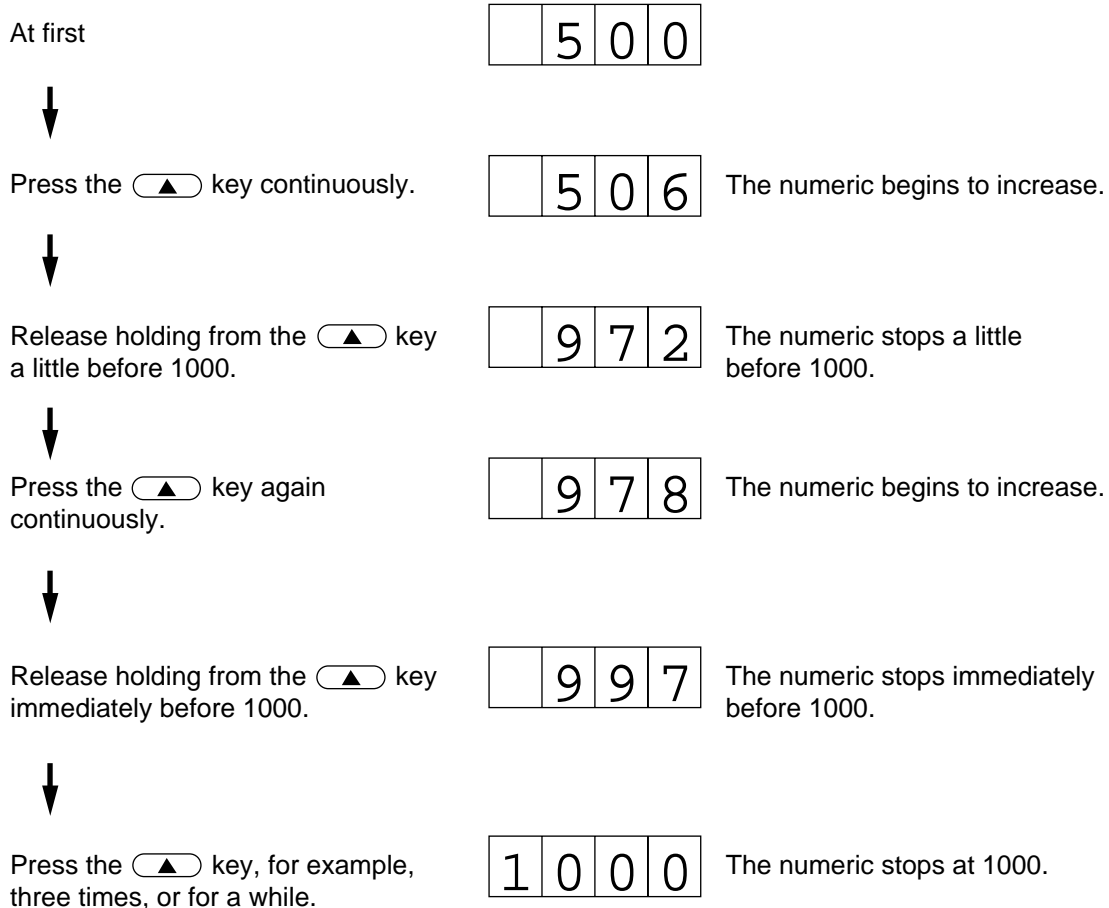 At first
500
Press the ▲ key continuously.
506
The numeric begins to increase.
Release holding from the ▲ key
a little before 1000.
972
The numeric stops a little
before 1000.
Press the ▲ key again
continuously.
978
The numeric begins to increase.
Release holding from the ▲ key
immediately before 1000.
997
The numeric stops immediately
before 1000.
Press the ▲ key, for example,
three times, or for a while.
1000
The numeric stops at 1000.